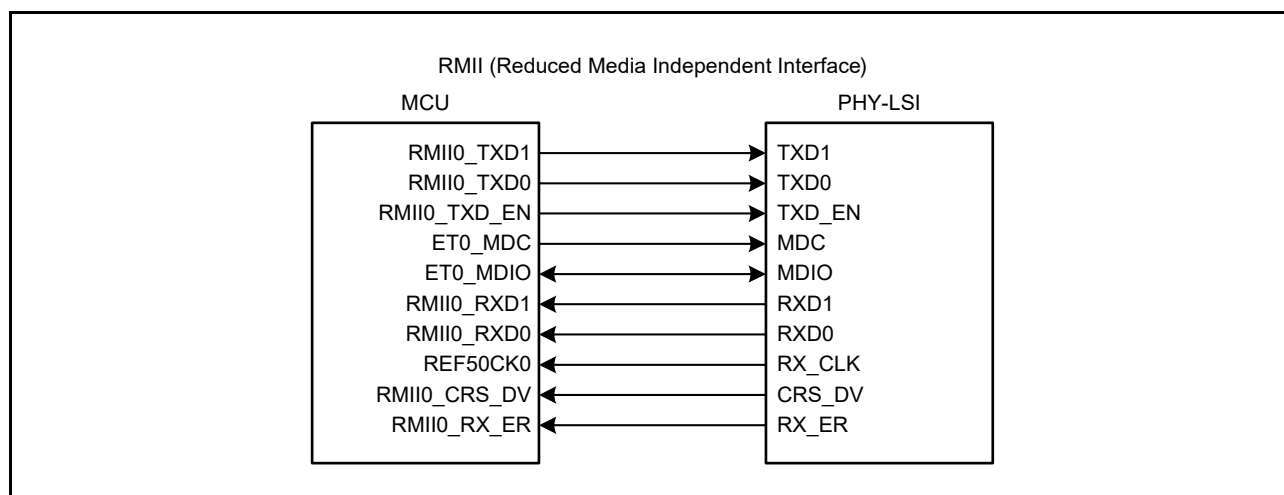 RMII (Reduced Media Independent Interface)
MCU PHY-LSI
RMII0_TXD1 TXD1
RMII0_TXD0 TXD0
RMII0_TXD_EN TXD_EN
ET0_MDC MDC
ET0_MDIO MDIO
RMII0_RXD1 RXD1
RMII0_RXD0 RXD0
REF50CK0 RX_CLK
RMII0_CRS_DV CRS_DV
RMII0_RX_ER RX_ER